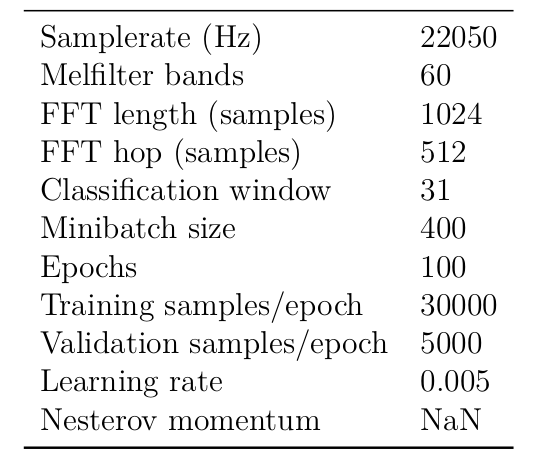 Samplerate (Hz) 22050
Melfilter bands 60
FFT length (samples) 1024
FFT hop (samples) 512
Classification window 31
Minibatch size 400
Epochs 100
Training samples/epoch 30000
Validation samples/epoch 5000
Learning rate 0.005
Nesterov momentum NaN